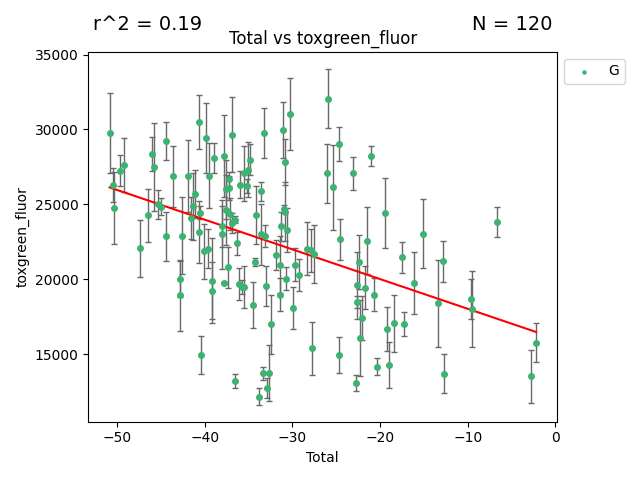 r^2 = 0.19 N = 120
Total vs toxgreen_fluor
G
35000
30000
25000
20000
15000
toxgreen_fluor
−50 −40 −30 −20 −10 0
Total